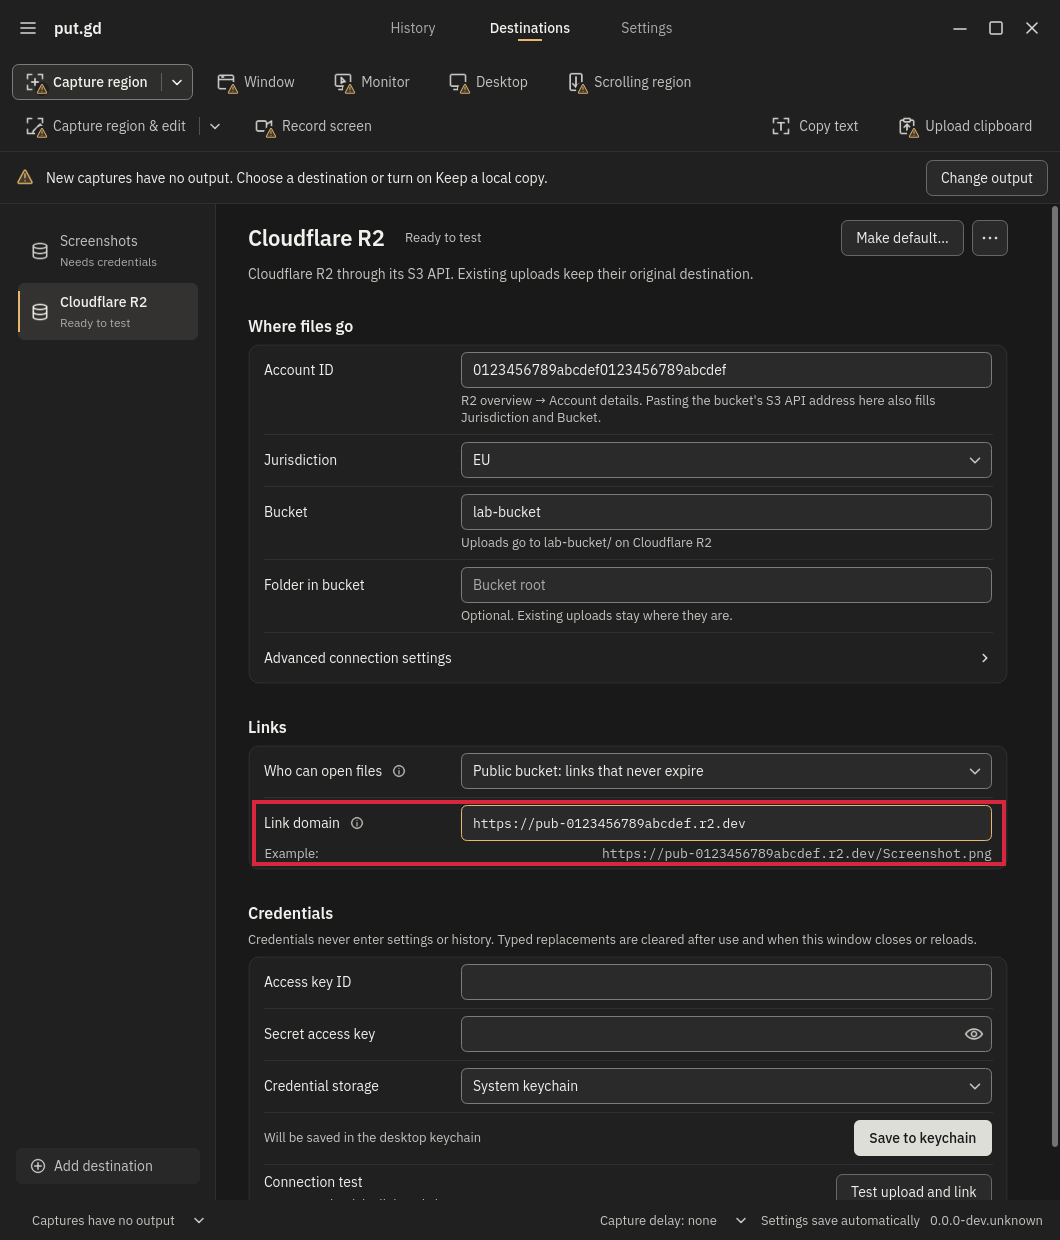 put.gd
History
Destinations
Settings
Capture region
Window
Monitor
Desktop
Scrolling region
Capture region & edit
Record screen
Copy text
Upload clipboard
New captures have no output. Choose a destination or turn on Keep a local copy.
Change output
Screenshots
Needs credentials
Cloudflare R2
Ready to test
Add destination
Cloudflare R2
Ready to test
Make default...
Cloudflare R2 through its S3 API. Existing uploads keep their original destination.
Where files go
Account ID
0123456789abcdef0123456789abcdef
R2 overview → Account details. Pasting the bucket's S3 API address here also fills
Jurisdiction and Bucket.
Jurisdiction
EU
Bucket
lab-bucket
Uploads go to lab-bucket/ on Cloudflare R2
Folder in bucket
Bucket root
Optional. Existing uploads stay where they are.
Advanced connection settings
Links
Who can open files
Public bucket: links that never expire
Link domain
https://pub-0123456789abcdef.r2.dev
Example:
https://pub-0123456789abcdef.r2.dev/Screenshot.png
Credentials
Credentials never enter settings or history. Typed replacements are cleared after use and when this window closes or reloads.
Access key ID
Secret access key
Credential storage
System keychain
Will be saved in the desktop keychain
Save to keychain
Connection test
Test upload and link
Captures have no output
Capture delay: none
Settings save automatically
0.0.0-dev.unknown